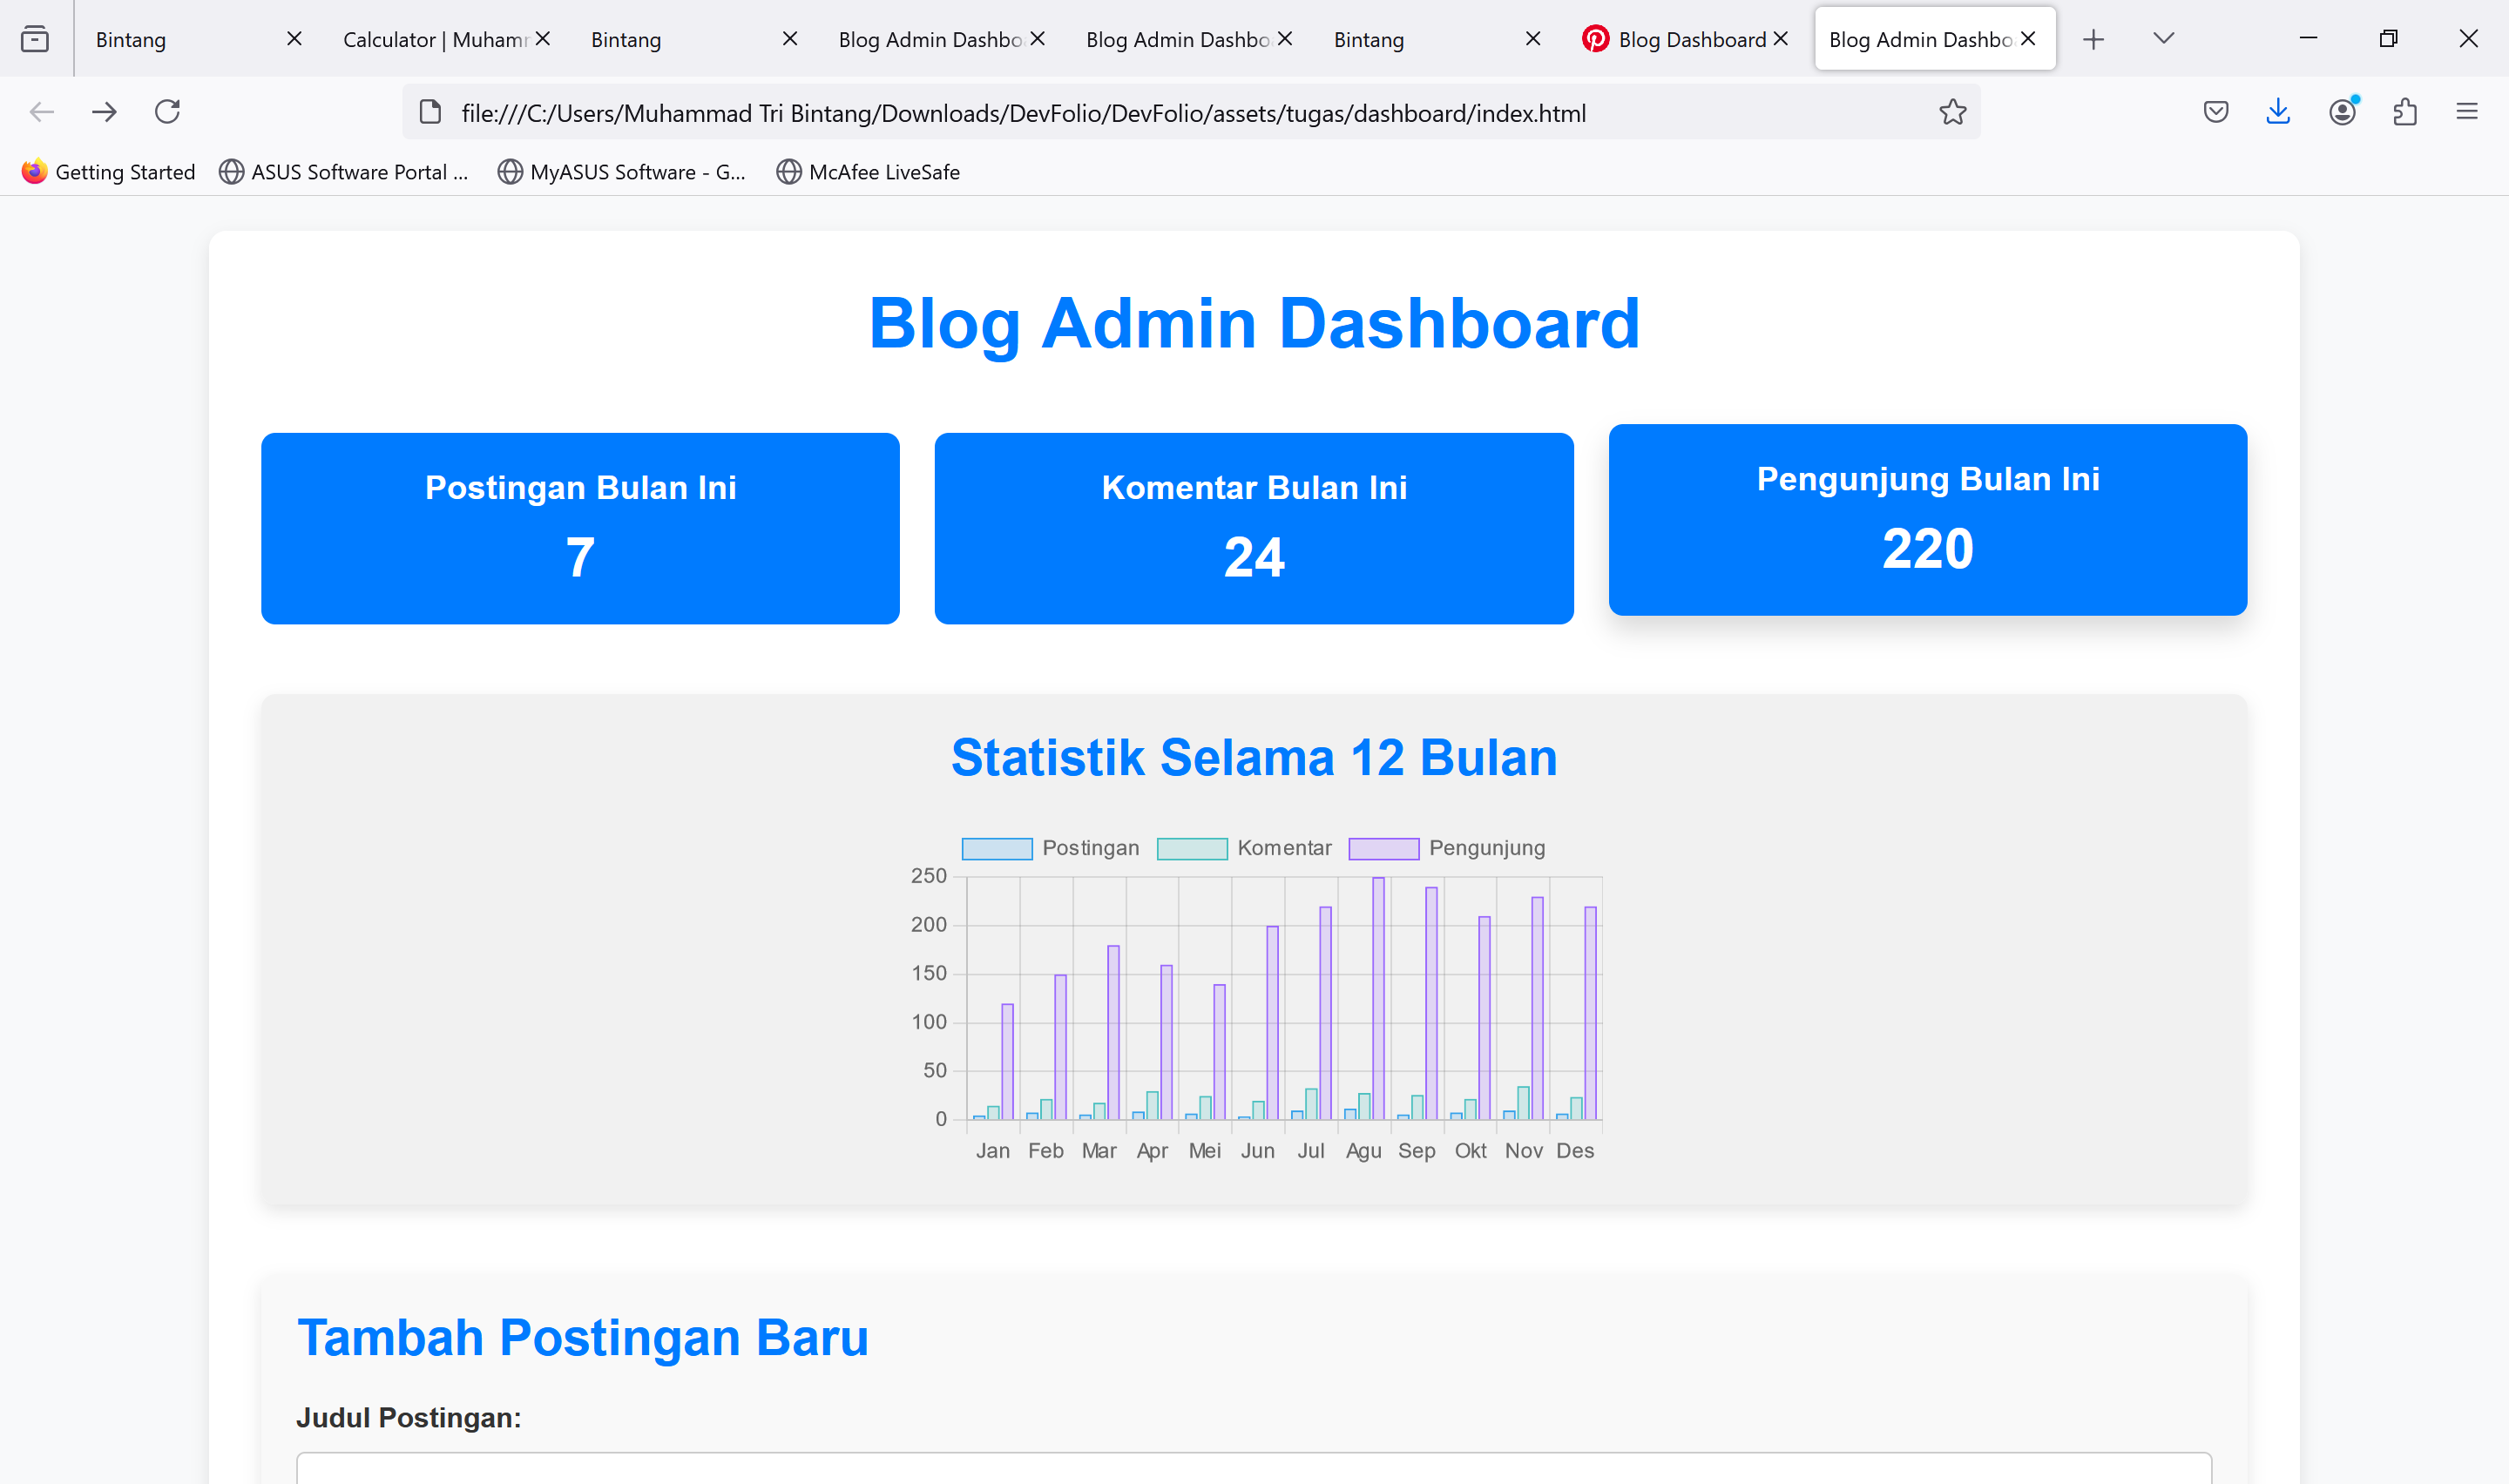 Bintang
Calculator | Muhamm
Bintang
Blog Admin Dashbo
Blog Admin Dashbo
Bintang
Blog Dashboard
Blog Admin Dashbo
file:///C:/Users/Muhammad Tri Bintang/Downloads/DevFolio/DevFolio/assets/tugas/dashboard/index.html
Getting Started
ASUS Software Portal ...
MyASUS Software - G...
McAfee LiveSafe
Blog Admin Dashboard
Postingan Bulan Ini
7
Komentar Bulan Ini
24
Pengunjung Bulan Ini
220
Statistik Selama 12 Bulan
Postingan Komentar Pengunjung
250
200
150
100
50
0
Jan Feb Mar Apr Mei Jun Jul Agu Sep Okt Nov Des
Tambah Postingan Baru
Judul Postingan: